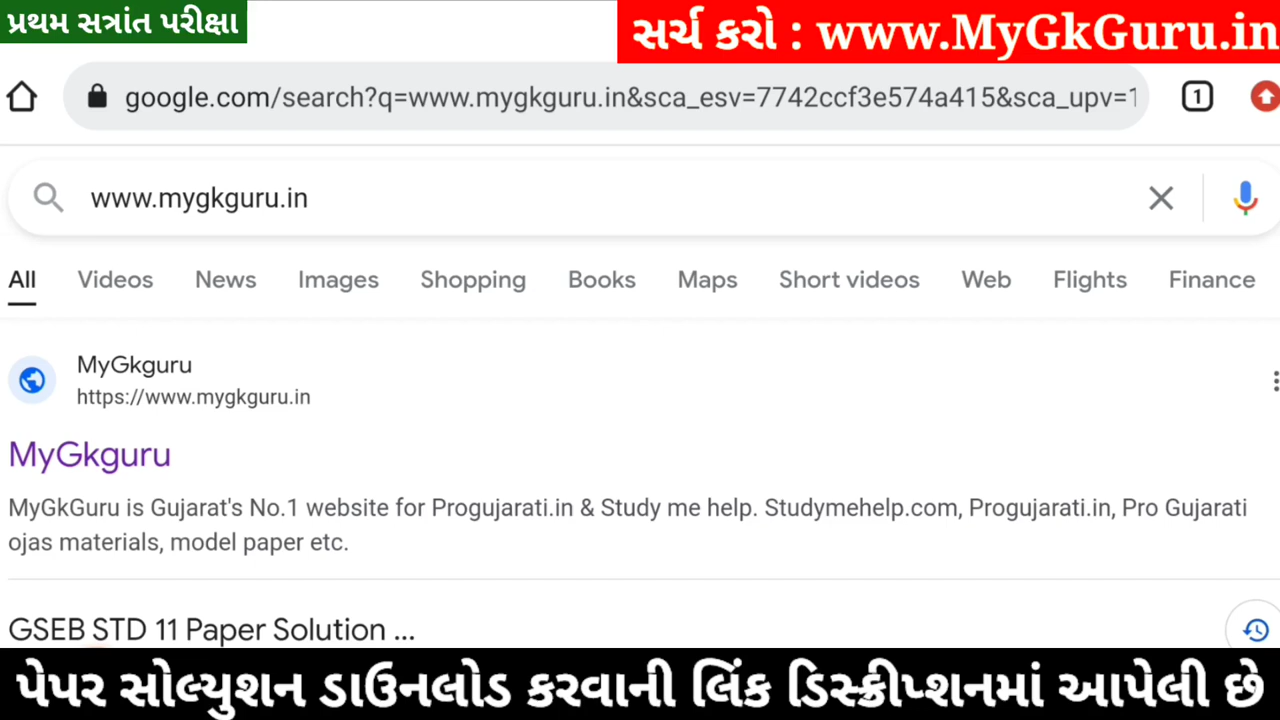 પ્રથમ સત્રાંત પરીક્ષા
સર્ચ કરો : www.MyGkGuru.in
google.com/search?q=www.mygkguru.in&sca_esv=7742ccf3e574a415&sca_upv=1
1
www.mygkguru.in
All Videos News Images Shopping Books Maps Short videos Web Flights Finance
MyGkguru
https://www.mygkguru.in
MyGkguru
MyGkGuru is Gujarat's No.1 website for Progujarati.in & Study me help. Studymehelp.com, Progujarati.in, Pro Gujarati
ojas materials, model paper etc.
GSEB STD 11 Paper Solution ...
પેપર સોલ્યુશન ડાઉનલોડ કરવાની લિંક ડિસ્ક્રીપ્શનમાં આપેલી છે